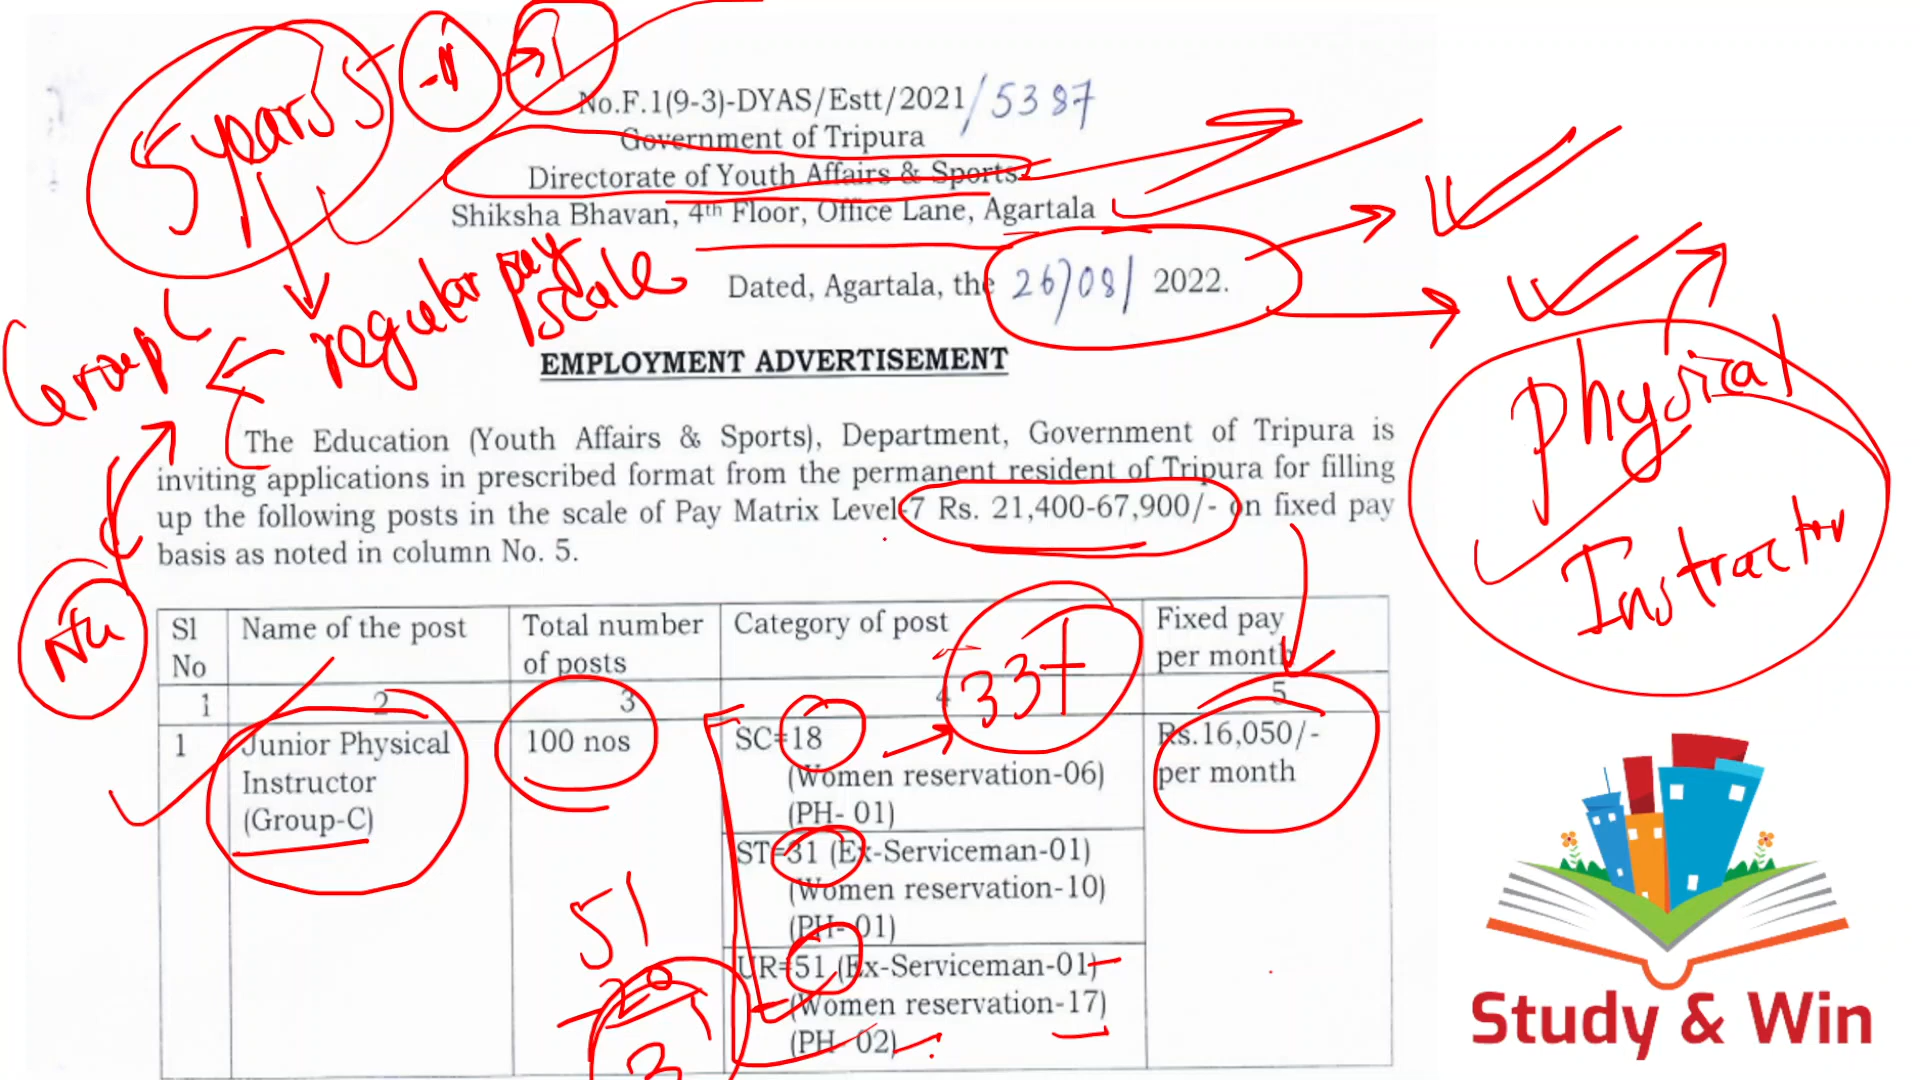 5 years
No.F.1(9-3)-DYAS/Estt/2021/5387
Government of Tripura
Directorate of Youth Affairs & Sports
Shiksha Bhavan, 4th Floor, Office Lane, Agartala
Dated, Agartala, the 26/08/2022.
regular pay
scale
Group C
EMPLOYMENT ADVERTISEMENT
Physical
Instructor
The Education (Youth Affairs & Sports), Department, Government of Tripura is
inviting applications in prescribed format from the permanent resident of Tripura for filling
up the following posts in the scale of Pay Matrix Level-7 Rs. 21,400-67,900/- on fixed pay
basis as noted in column No. 5.
Sl No
Name of the post
Total number of posts
Category of post
Fixed pay per month
33+
1 2 3 4 5
1
Junior Physical
Instructor
(Group-C)
100 nos
SC=18
(Women reservation-06)
(PH- 01)
ST=31 (Ex-Serviceman-01)
(Women reservation-10)
(PH- 01)
UR=51 (Ex-Serviceman-01)
(Women reservation-17)
(PH- 02)
Rs.16,050/-
per month
51
20
3
Study & Win